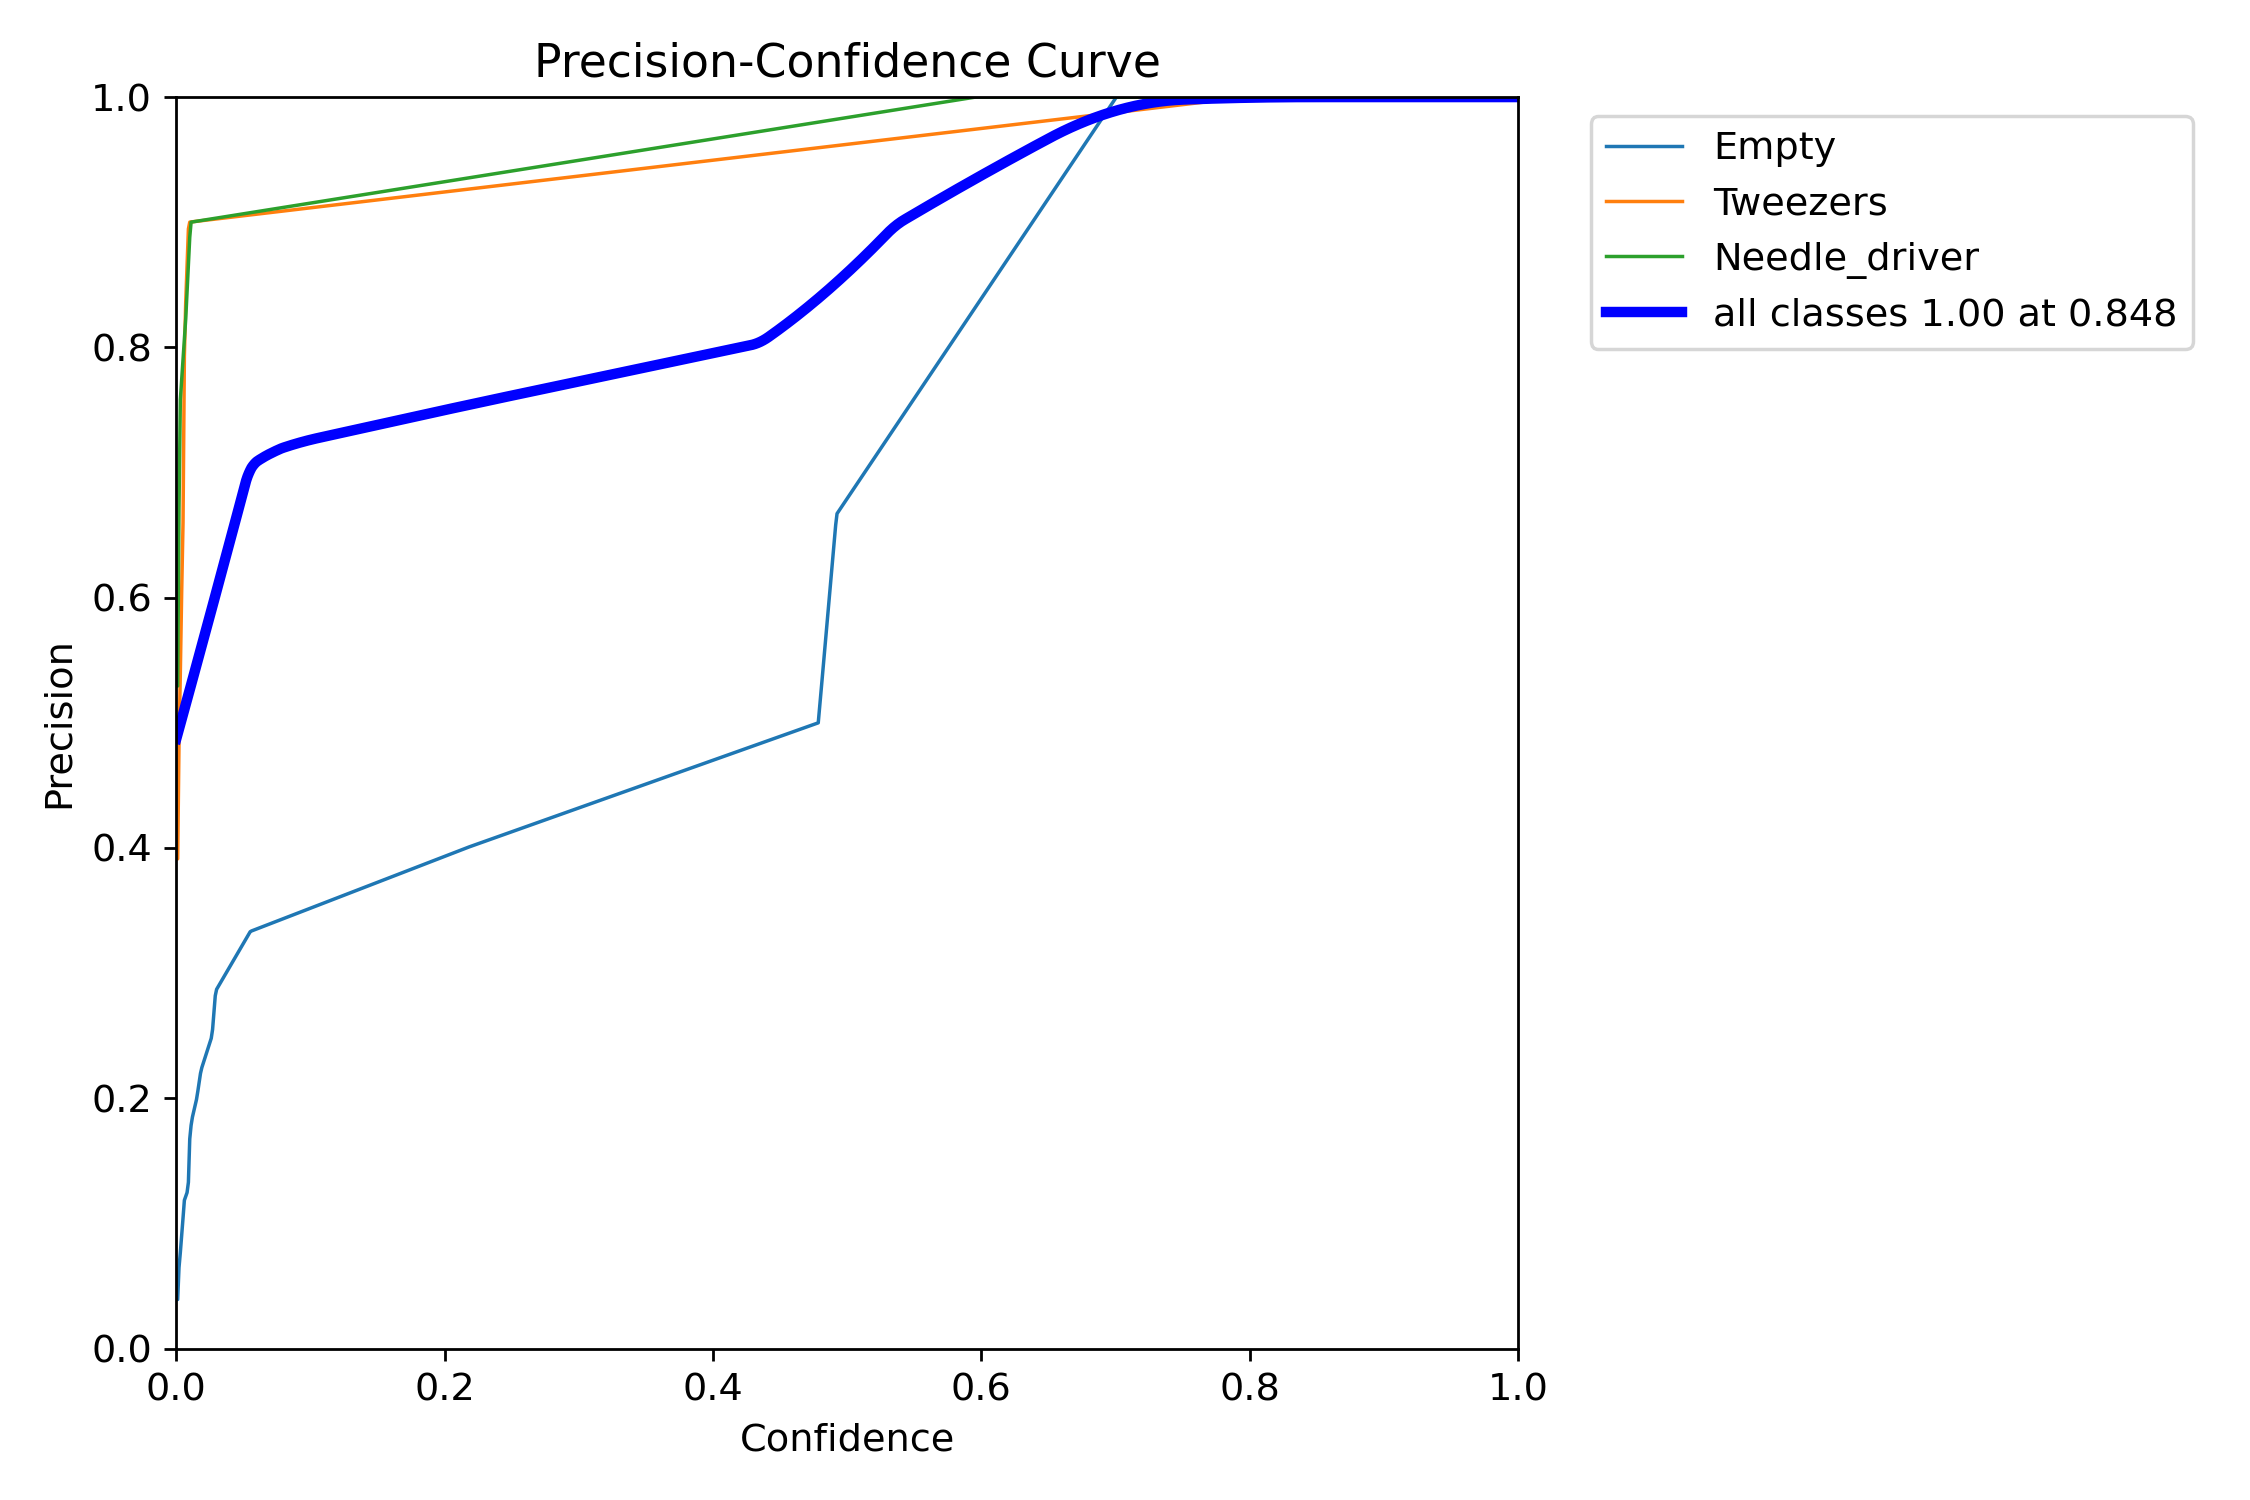 Precision-Confidence Curve
1.0
0.8
0.6
0.4
0.2
0.0
Precision
0.0 0.2 0.4 0.6 0.8 1.0
Confidence
Empty
Tweezers
Needle_driver
all classes 1.00 at 0.848